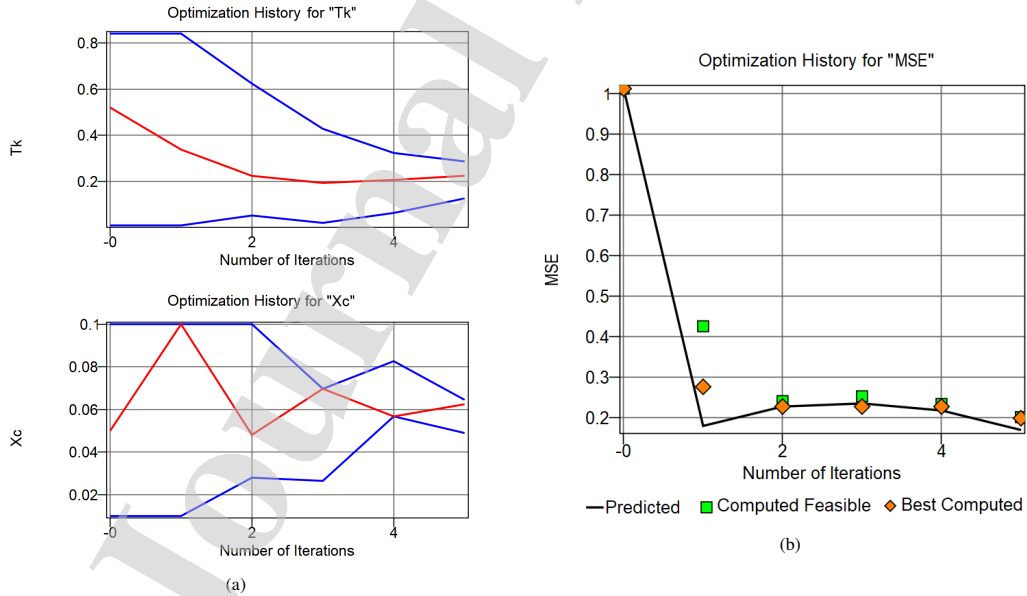 Optimization History for "Tk"
0.8
0.6
0.4
0.2
Tk
-0
2
4
Number of Iterations
Optimization History for "Xc"
0.1
0.08
0.06
0.04
0.02
Xc
-0
2
4
Number of Iterations
(a)
Optimization History for "MSE"
1
0.9
0.8
0.7
0.6
0.5
0.4
0.3
0.2
MSE
-0
2
4
Number of Iterations
Predicted Computed Feasible Best Computed
(b)
Journal